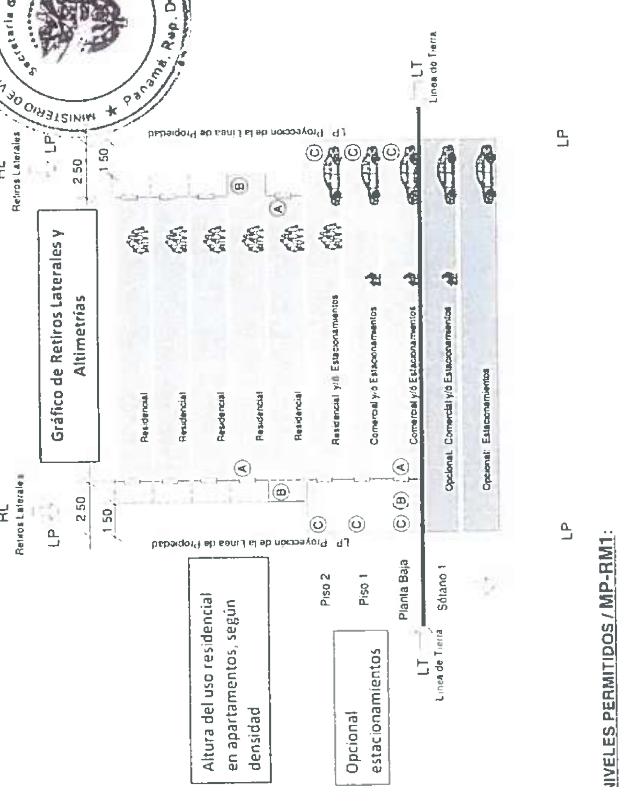 RL
Retiros Laterales
LP
2.50
1.50
Gráfico de Retiros Laterales y
Altimetrías
RL
Retiros Laterales
LP
2.50
1.50
Secretaría
MINISTERIO DE
Panamá, Rep. D
LP Proyección de la Línea de Propiedad
LP Proyección de la Línea de Propiedad
Altura del uso residencial
en apartamentos, según
densidad
Opcional
estacionamientos
Residencial
Residencial
Residencial
Residencial
Residencial
Residencial y/ó Estacionamientos
Comercial y/ó Estacionamientos
Comercial y/ó Estacionamientos
Opcional: Comercial y/ó Estacionamientos
Opcional: Estacionamientos
A
B
C
C
C B
A
B
A
C
C
C
Piso 2
Piso 1
Planta Baja
Sótano 1
LT
Línea de Tierra
LT
Línea de Tierra
LP
LP
NIVELES PERMITIDOS / MP-RM1: